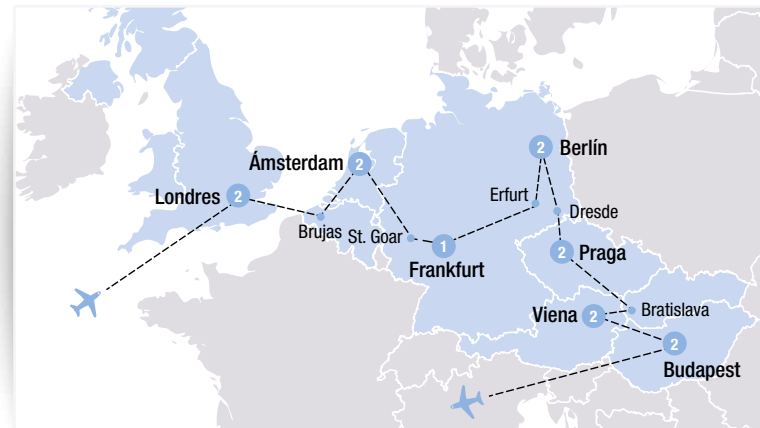 2 Berlín
Ámsterdam 2
Londres 2
Erfurt
Dresde
Brujas
St. Goar
1
Frankfurt
2 Praga
Viena 2
Bratislava
2
Budapest